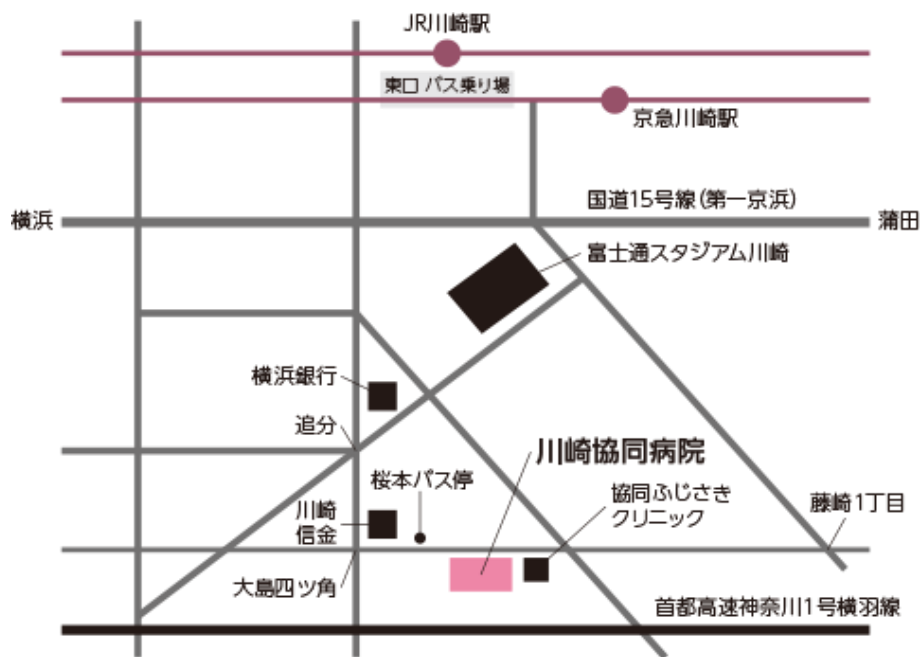 JR川崎駅
東口 バス乗り場
京急川崎駅
国道15号線(第一京浜)
横浜
蒲田
富士通スタジアム川崎
横浜銀行
追分
川崎協同病院
桜本バス停
協同ふじさき
クリニック
藤崎1丁目
川崎
信金
大島四ツ角
首都高速神奈川1号横羽線